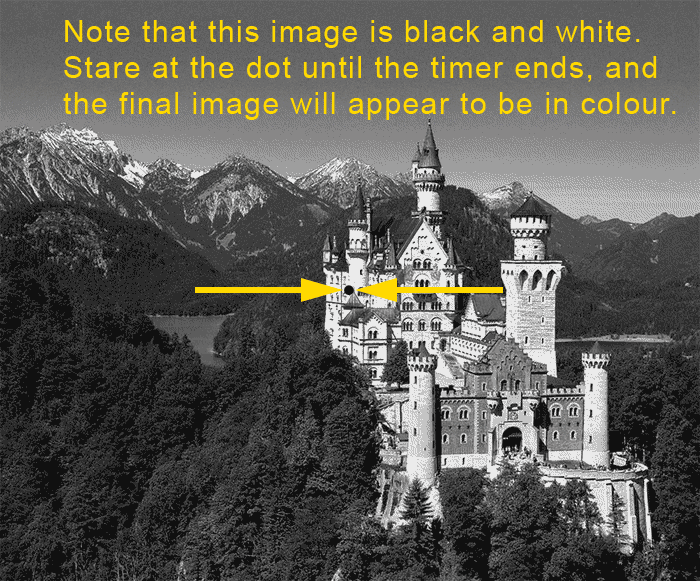 Note that this image is black and white.
Stare at the dot until the timer ends, and
the final image will appear to be in colour.